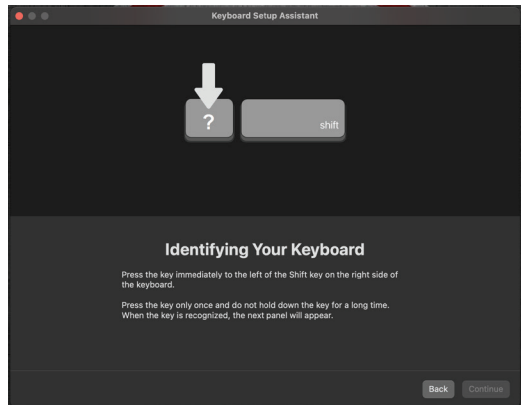 Keyboard Setup Assistant
?
shift
Identifying Your Keyboard
Press the key immediately to the left of the Shift key on the right side of
the keyboard.
Press the key only once and do not hold down the key for a long time.
When the key is recognized, the next panel will appear.
Back
Continue